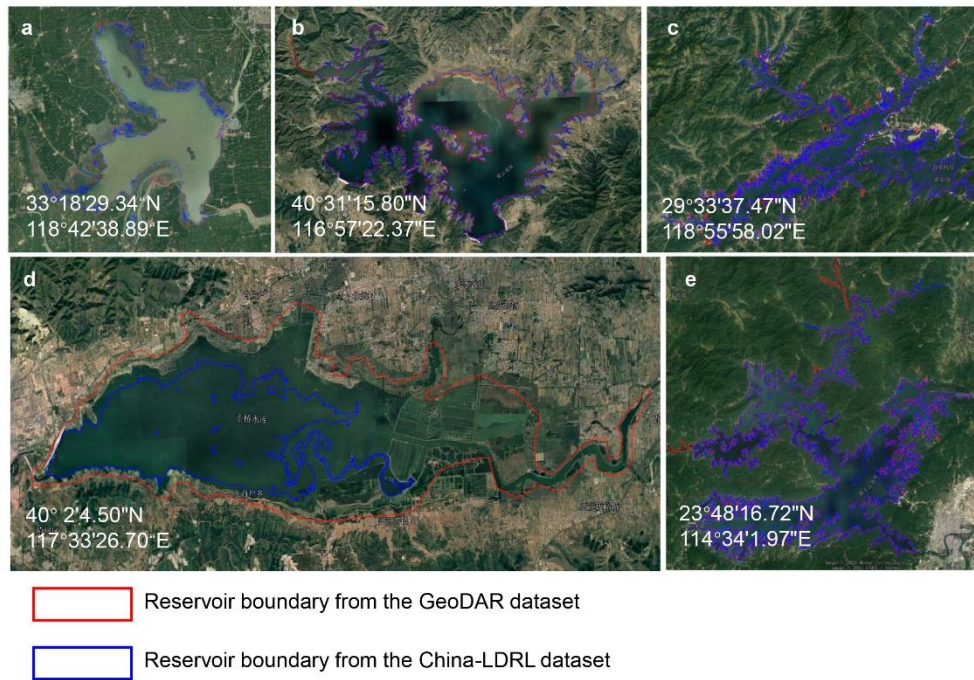 a
b
c
33°18'29.34"N
118°42'38.89"E
40°31'15.80"N
116°57'22.37"E
29°33'37.47"N
118°55'58.02"E
d
e
40° 2'4.50"N
117°33'26.70"E
23°48'16.72"N
114°34'1.97"E
Reservoir boundary from the GeoDAR dataset
Reservoir boundary from the China-LDRL dataset